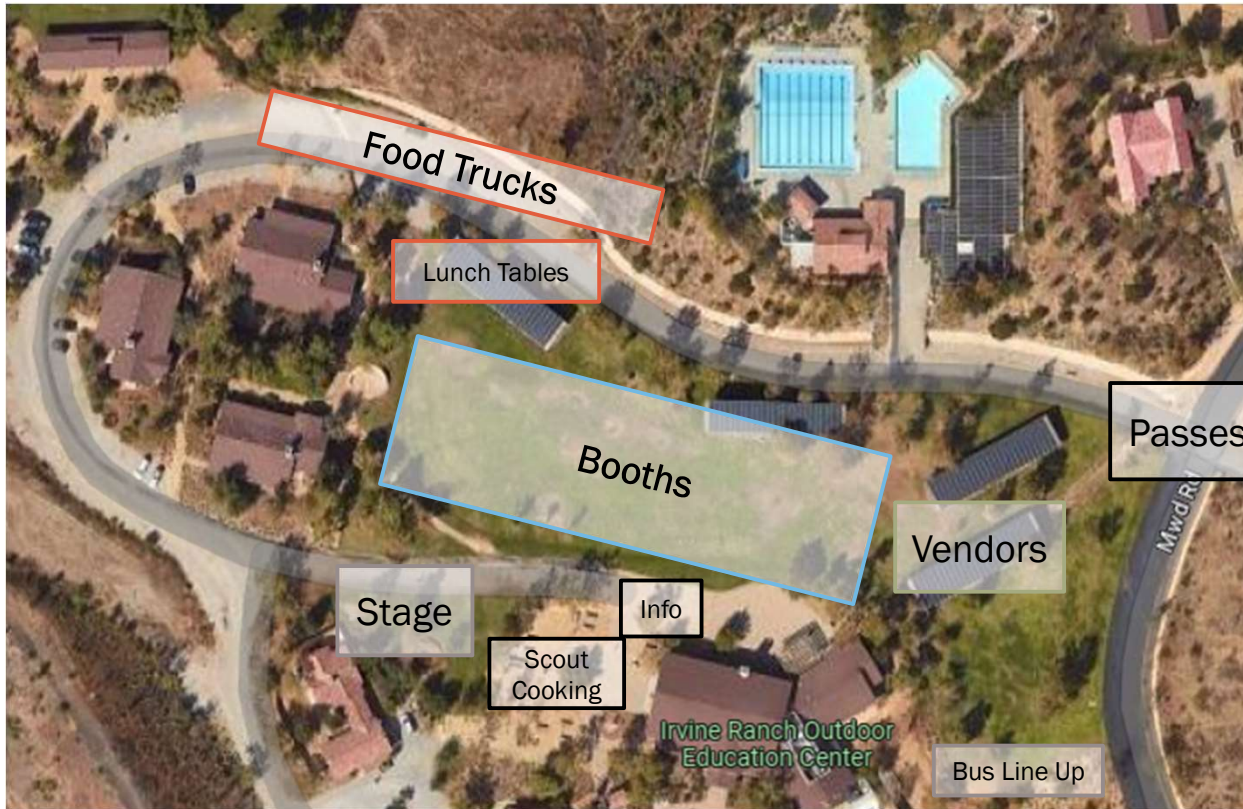 Food Trucks
Lunch Tables
Passes
Booths
Mwd Rd
Vendors
Stage
Info
Scout
Cooking
Irvine Ranch Outdoor
Education Center
Bus Line Up